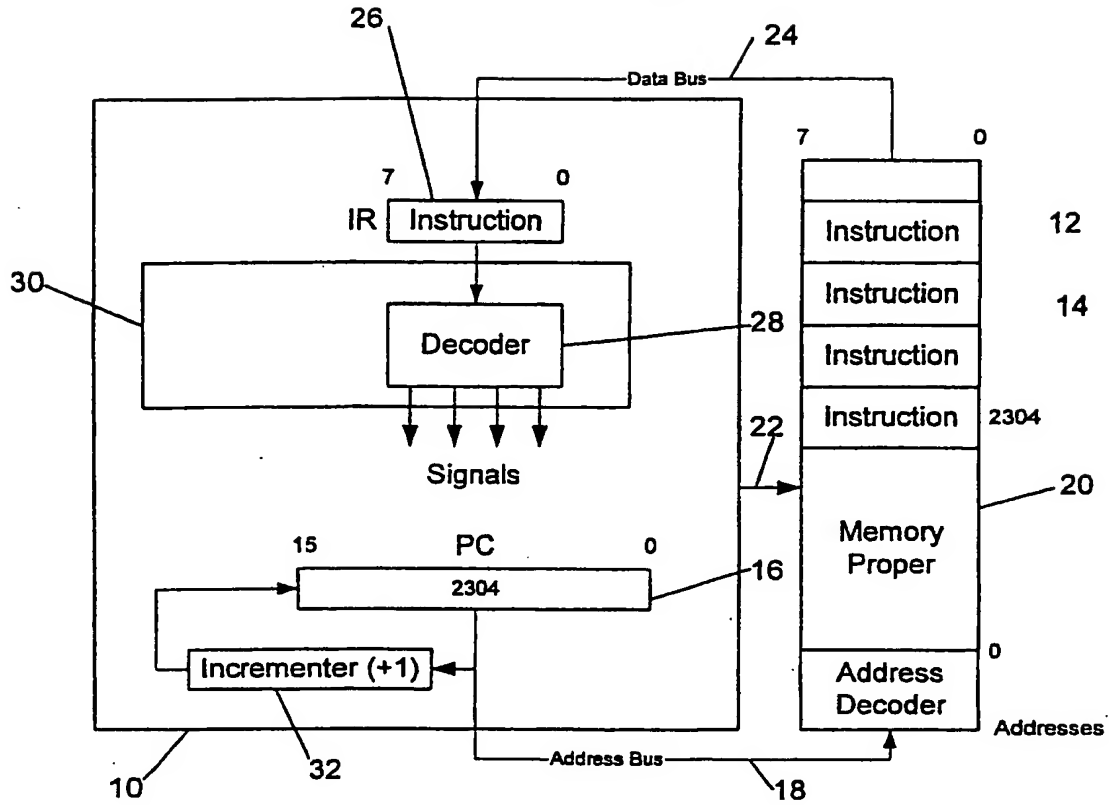 26
24
Data Bus
7 0
7 0
IR Instruction
Instruction 12
30
Instruction 14
28
Decoder
Instruction
Instruction 2304
22
Signals
20
Memory
Proper
15 PC 0
2304
16
Incrementer (+1)
0
Address
Decoder
Addresses
Address Bus
10
32
18